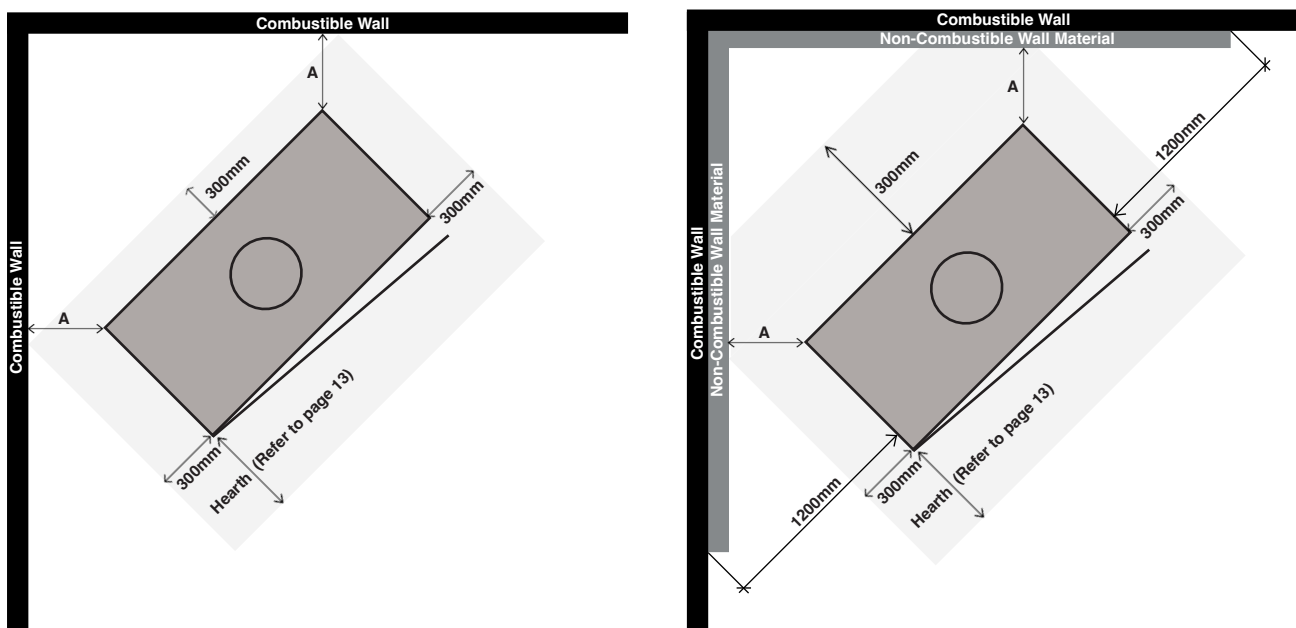 Combustible Wall
A
300mm
300mm
Combustible Wall
A
300mm
Hearth (Refer to page 13)
Combustible Wall
Non-Combustible Wall Material
A
1200mm
300mm
300mm
Combustible Wall
Non-Combustible Wall Material
A
300mm
Hearth (Refer to page 13)
1200mm